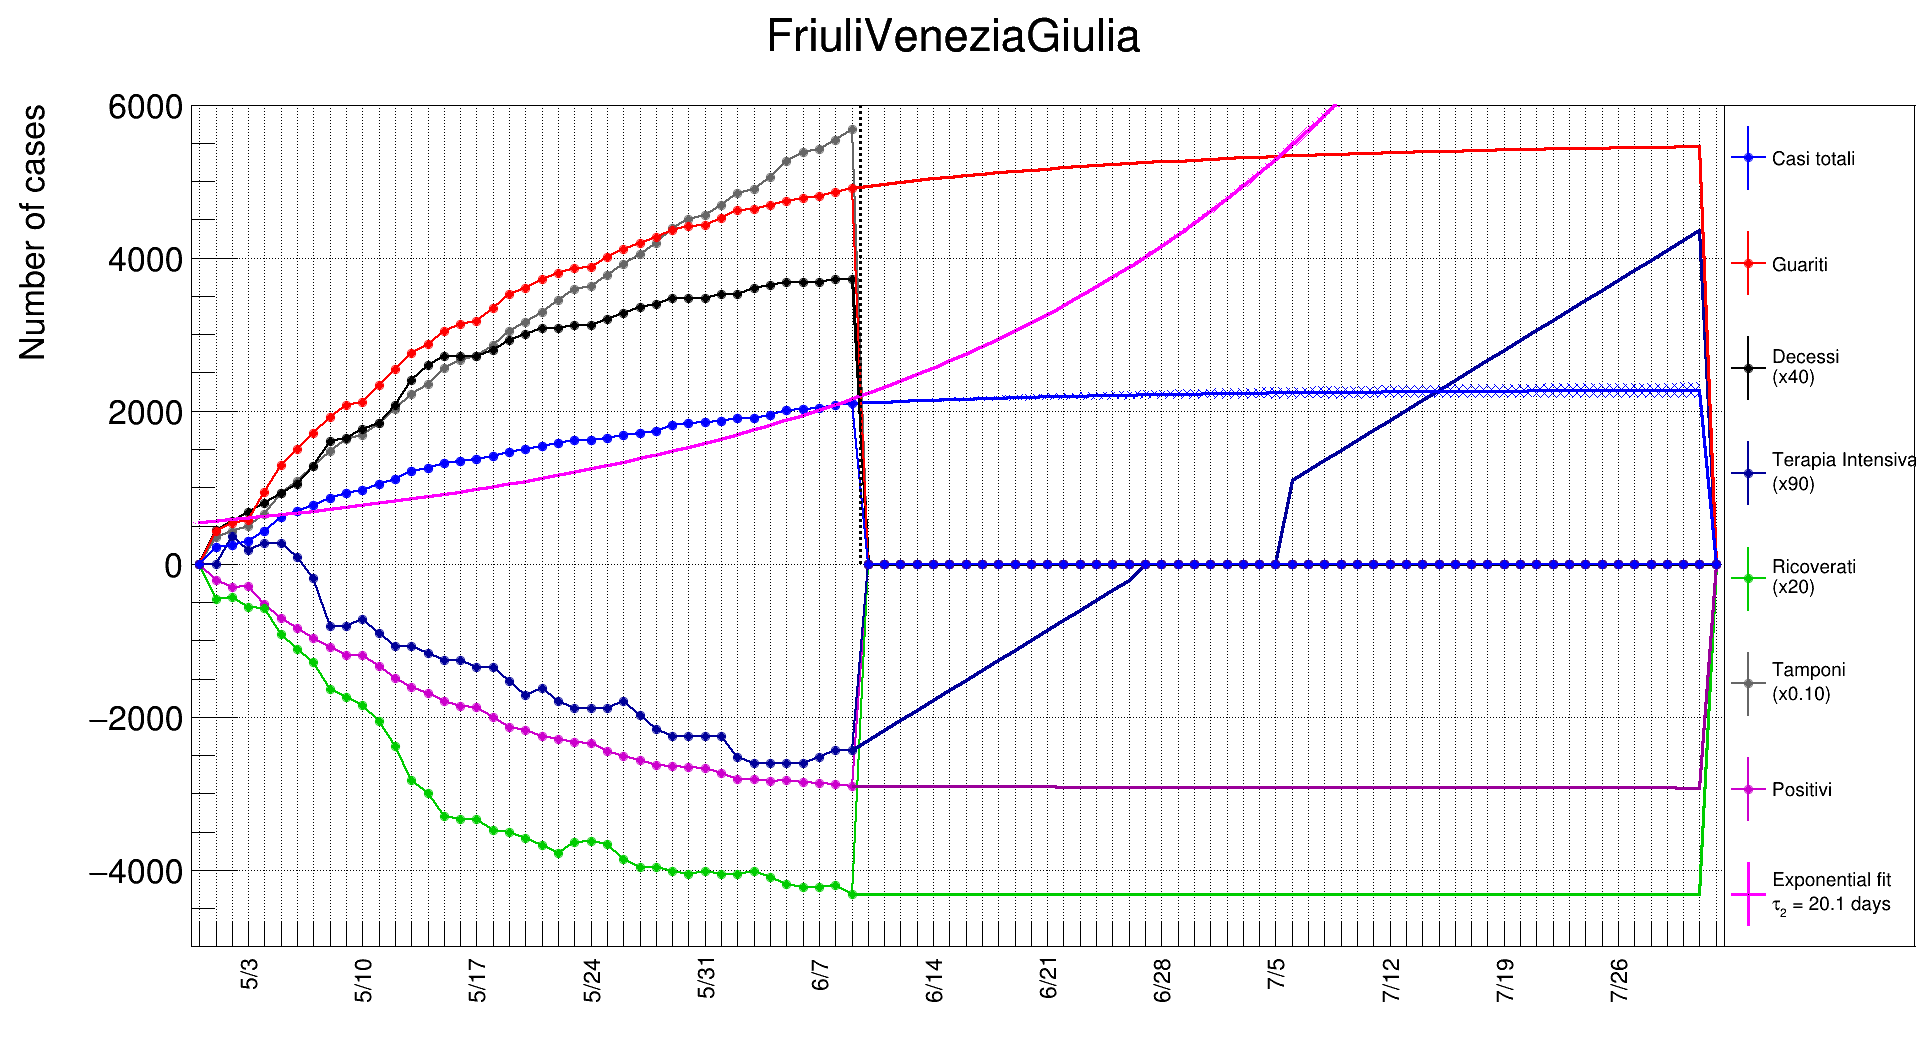 FriuliVeneziaGiulia
Number of cases
6000
4000
2000
0
−2000
−4000
5/3
5/10
5/17
5/24
5/31
6/7
6/14
6/21
6/28
7/5
7/12
7/19
7/26
Casi totali
Guariti
Decessi
(x40)
Terapia Intensiva
(x90)
Ricoverati
(x20)
Tamponi
(x0.10)
Positivi
Exponential fit
τ2 = 20.1 days